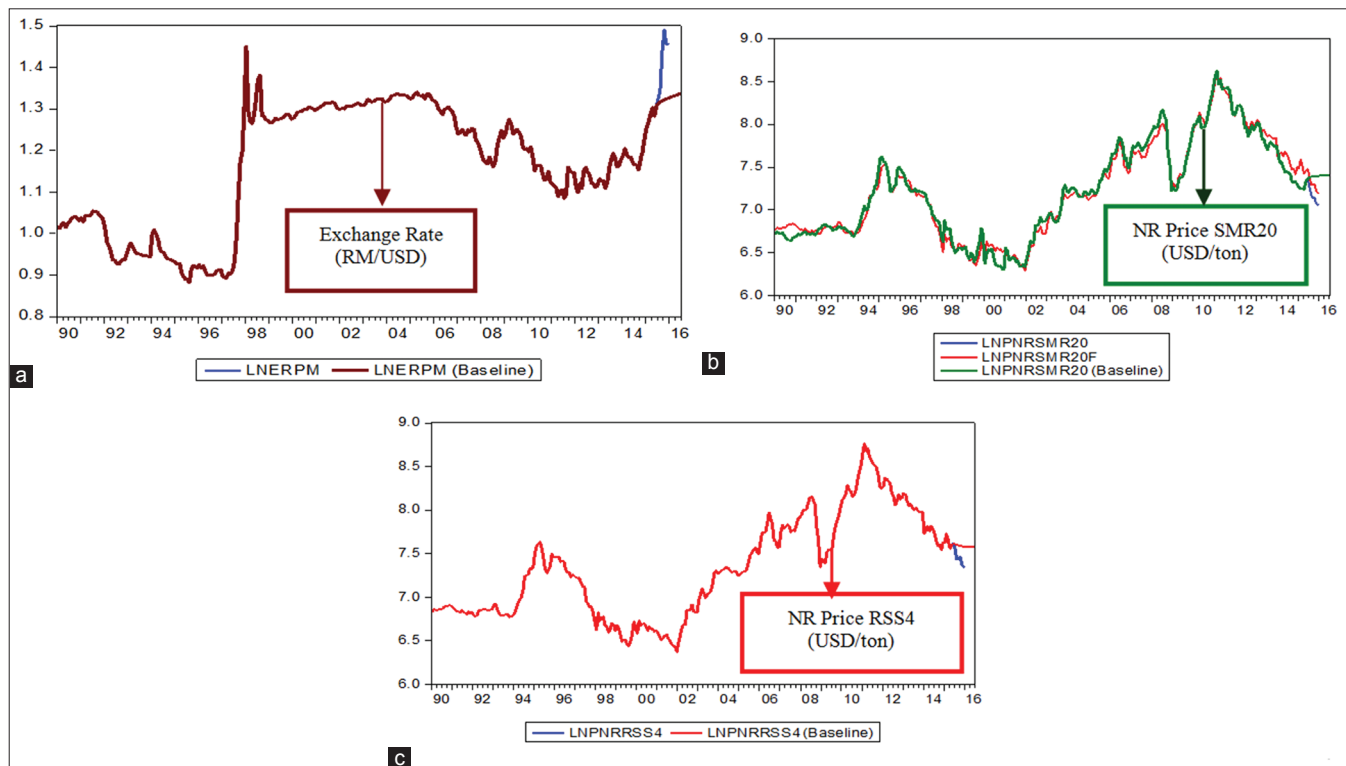 1.5
1.4
1.3
1.2
1.1
1.0
0.9
0.8
90 92 94 96 98 00 02 04 06 08 10 12 14 16
Exchange Rate
(RM/USD)
LNERPM LNERPM (Baseline)
a
9.0
8.5
8.0
7.5
7.0
6.5
6.0
90 92 94 96 98 00 02 04 06 08 10 12 14 16
NR Price SMR20
(USD/ton)
LNPNRSMR20
LNPNRSMR20F
LNPNRSMR20 (Baseline)
b
9.0
8.5
8.0
7.5
7.0
6.5
6.0
90 92 94 96 98 00 02 04 06 08 10 12 14 16
NR Price RSS4
(USD/ton)
LNPNRRSS4 LNPNRRSS4 (Baseline)
c